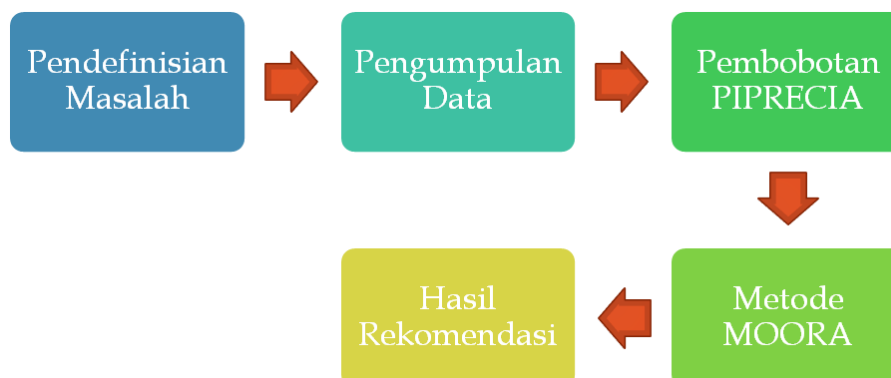 Pendefinisian
Masalah
Pengumpulan
Data
Pembobotan
PIPRECIA
Metode
MOORA
Hasil
Rekomendasi